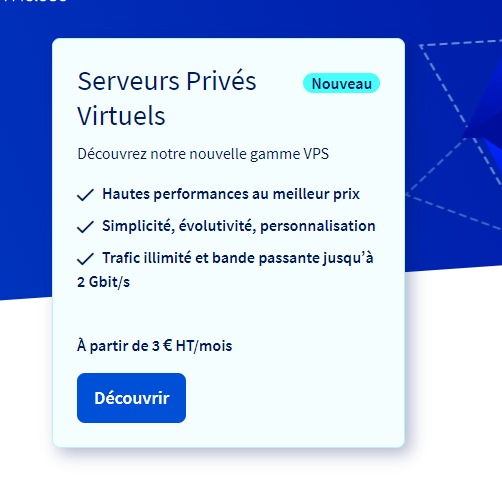 Serveurs Privés
Nouveau
Virtuels
Découvrez notre nouvelle gamme VPS
Hautes performances au meilleur prix
Simplicité, évolutivité, personnalisation
Trafic illimité et bande passante jusqu'à
2 Gbit/s
À partir de 3 € HT/mois
Découvrir